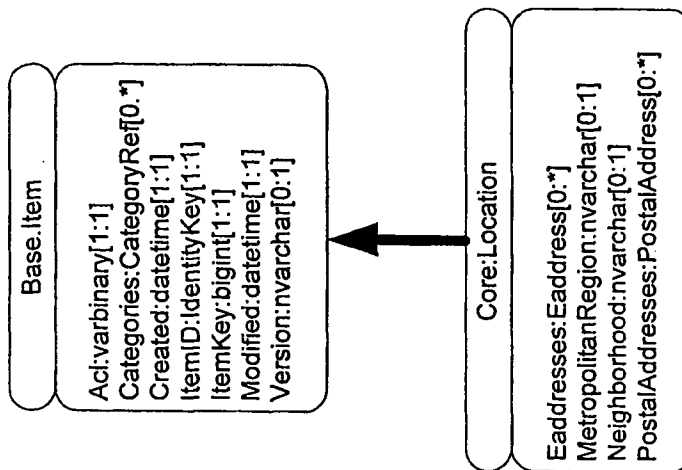 Base.Item
Acl:varbinary[1:1]
Categories:CategoryRef[0.*]
Created:datetime[1:1]
ItemID:IdentityKey[1:1]
ItemKey:bigint[1:1]
Modified:datetime[1:1]
Version:nvarchar[0:1]
Core:Location
Eaddresses:Eaddress[0:*]
MetropolitanRegion:nvarchar[0:1]
Neighborhood:nvarchar[0:1]
PostalAddresses:PostalAddress[0:*]